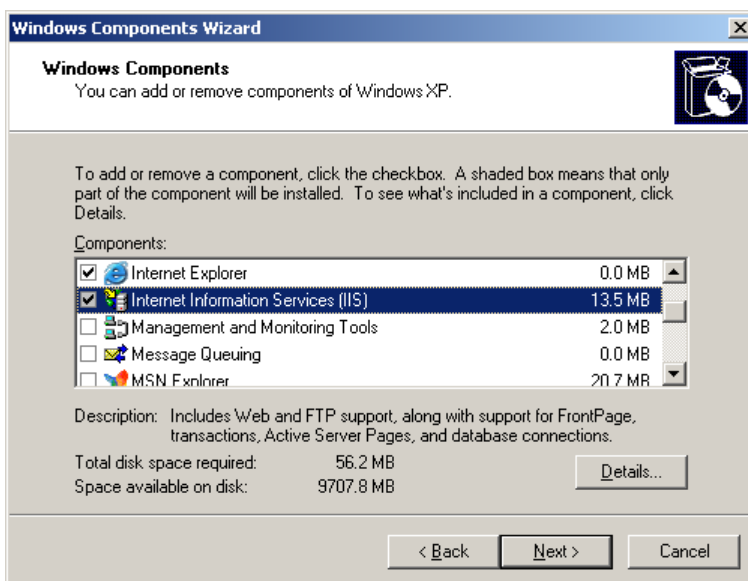 Windows Components Wizard
Windows Components
You can add or remove components of Windows XP.
To add or remove a component, click the checkbox. A shaded box means that only
part of the component will be installed. To see what's included in a component, click
Details.
Components:
Internet Explorer 0.0 MB
Internet Information Services (IIS) 13.5 MB
Management and Monitoring Tools 2.0 MB
Message Queuing 0.0 MB
MSN Explorer 20.7 MB
Description: Includes Web and FTP support, along with support for FrontPage,
transactions, Active Server Pages, and database connections.
Total disk space required: 56.2 MB
Space available on disk: 9707.8 MB
Details...
< Back Next > Cancel